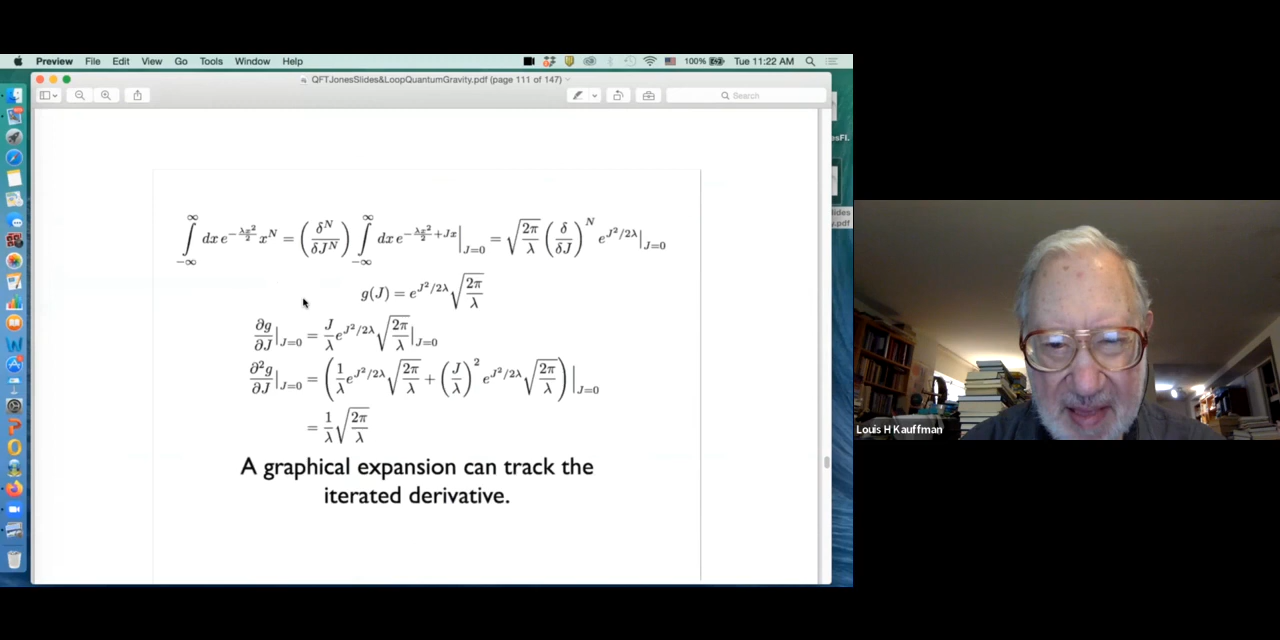 Preview File Edit View Go Tools Window Help 100% Tue 11:22 AM
QFTJonesSlides&LoopQuantumGravity.pdf (page 111 of 147)
Search
esFl.
lides
y.pdf
∫_{−∞}^{∞} dx e^{−λx²/2} x^N = (δ^N/δJ^N) ∫_{−∞}^{∞} dx e^{−λx²/2 + Jx}|_{J=0} = √(2π/λ) (δ/δJ)^N e^{J²/2λ}|_{J=0}
g(J) = e^{J²/2λ} √(2π/λ)
∂g/∂J|_{J=0} = J/λ e^{J²/2λ} √(2π/λ)|_{J=0}
∂²g/∂J|_{J=0} = (1/λ e^{J²/2λ} √(2π/λ) + (J/λ)² e^{J²/2λ} √(2π/λ))|_{J=0}
= 1/λ √(2π/λ)
A graphical expansion can track the
iterated derivative.
Louis H Kauffman